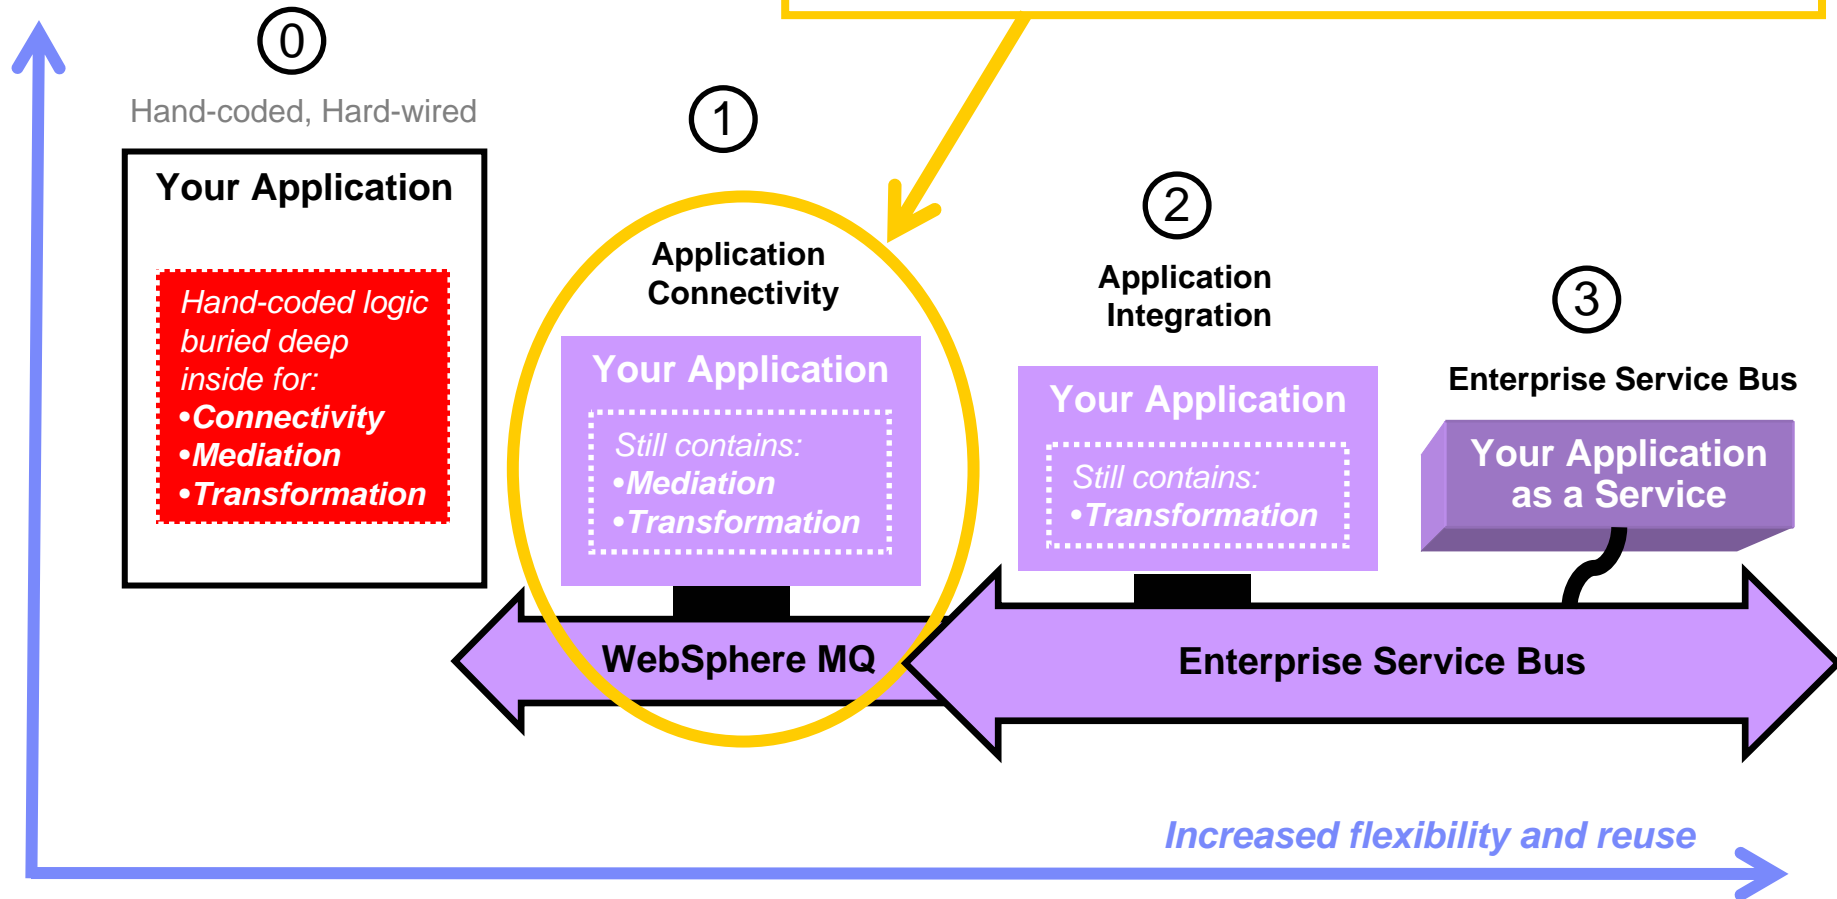 0
Hand-coded, Hard-wired
Your Application
Hand-coded logic
buried deep
inside for:
•Connectivity
•Mediation
•Transformation
1
Application
Connectivity
Your Application
Still contains:
•Mediation
•Transformation
WebSphere MQ
2
Application
Integration
Your Application
Still contains:
•Transformation
3
Enterprise Service Bus
Your Application
as a Service
Enterprise Service Bus
Increased flexibility and reuse